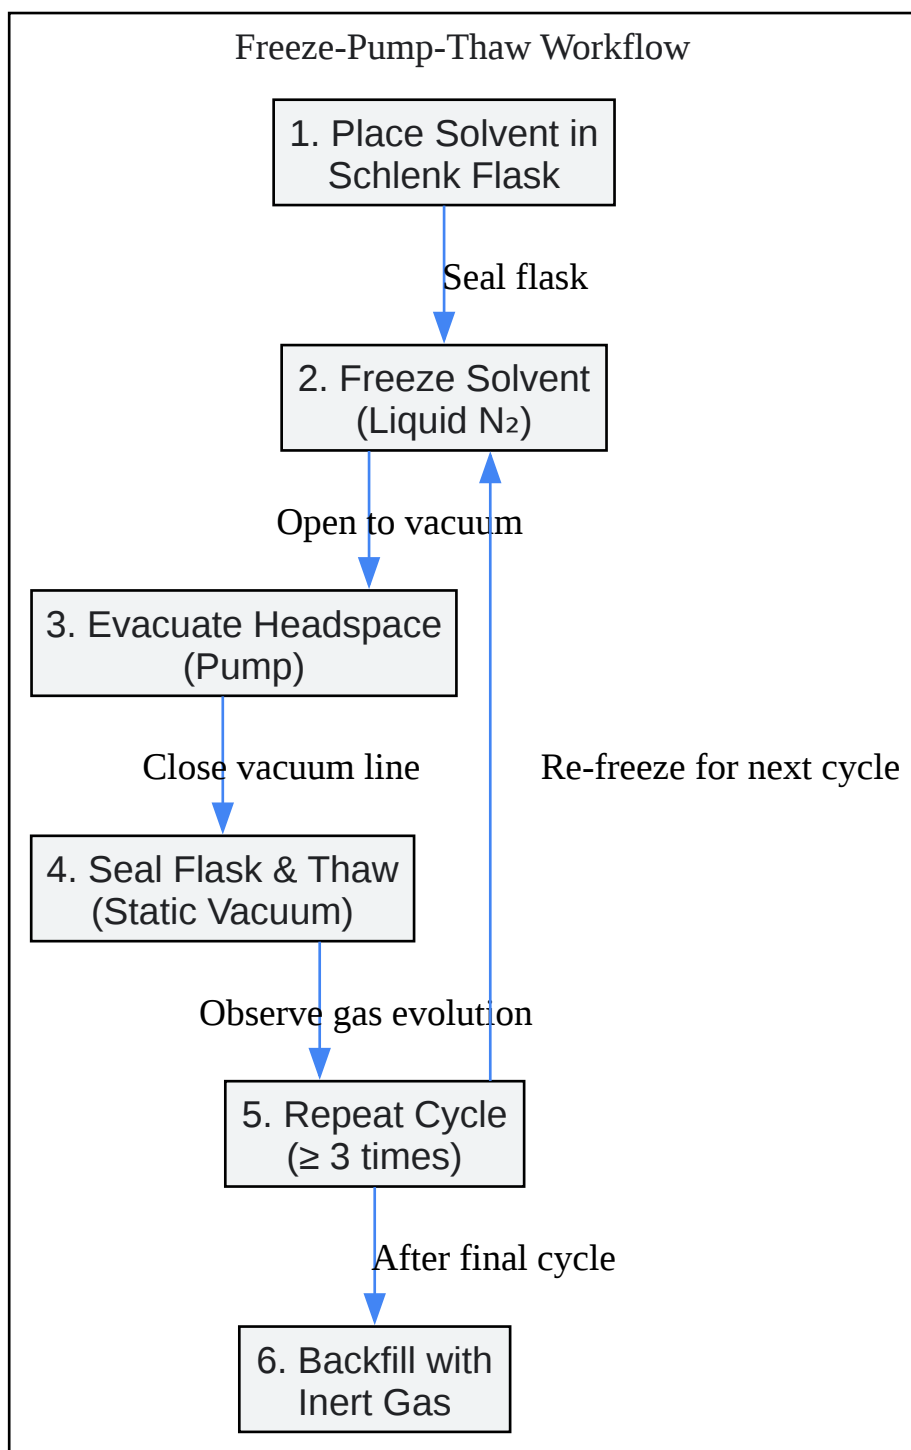 Freeze-Pump-Thaw Workflow
1. Place Solvent in
Schlenk Flask
Seal flask
2. Freeze Solvent
(Liquid N₂)
Open to vacuum
3. Evacuate Headspace
(Pump)
Close vacuum line
Re-freeze for next cycle
4. Seal Flask & Thaw
(Static Vacuum)
Observe gas evolution
5. Repeat Cycle
(≥ 3 times)
After final cycle
6. Backfill with
Inert Gas